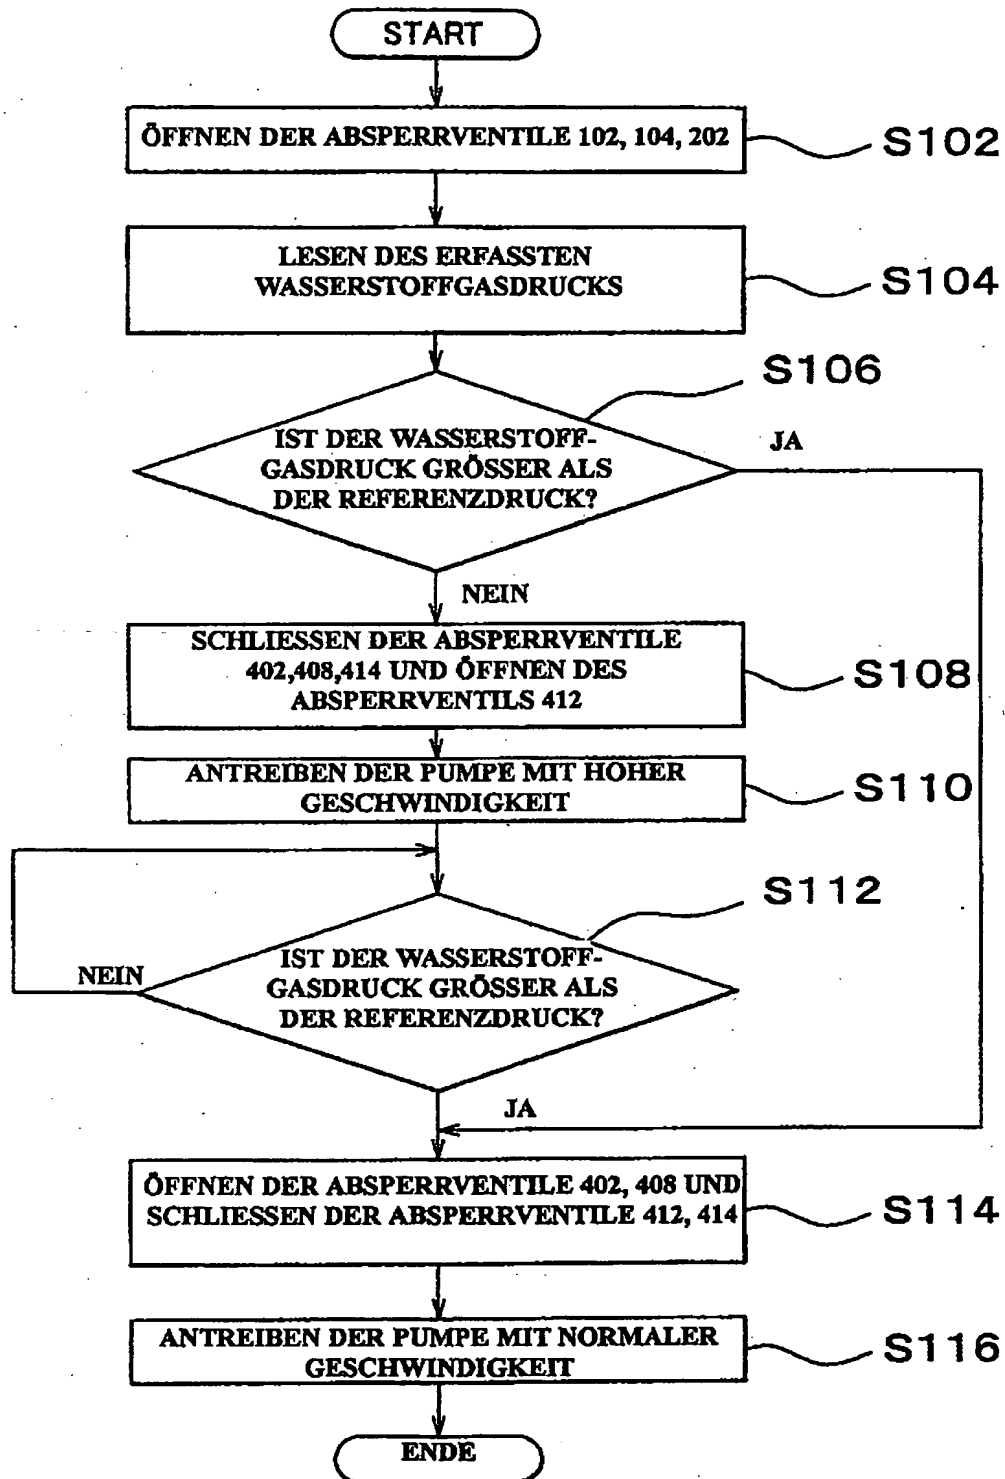 START
ÖFFNEN DER ABSPERRVENTILE 102, 104, 202
S102
LESEN DES ERFASSTEN
WASSERSTOFFGASDRUCKS
S104
S106
IST DER WASSERSTOFF-
GASDRUCK GRÖSSER ALS
DER REFERENZDRUCK?
JA
NEIN
SCHLIESSEN DER ABSPERRVENTILE
402,408,414 UND ÖFFNEN DES
ABSPERRVENTILS 412
S108
ANTREIBEN DER PUMPE MIT HOHER
GESCHWINDIGKEIT
S110
S112
IST DER WASSERSTOFF-
GASDRUCK GRÖSSER ALS
DER REFERENZDRUCK?
NEIN
JA
ÖFFNEN DER ABSPERRVENTILE 402, 408 UND
SCHLIESSEN DER ABSPERRVENTILE 412, 414
S114
ANTREIBEN DER PUMPE MIT NORMALER
GESCHWINDIGKEIT
S116
ENDE